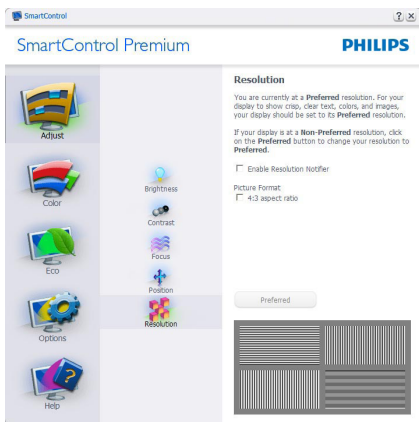 SmartControl
SmartControl Premium
PHILIPS
Adjust
Color
Eco
Options
Help
Brightness
Contrast
Focus
Position
Resolution
Resolution
You are currently at a Preferred resolution. For your
display to show crisp, clear text, colors, and images,
your display should be set to its Preferred resolution.
If your display is at a Non-Preferred resolution, click
on the Preferred button to change your resolution to
Preferred.
Enable Resolution Notifier
Picture Format
4:3 aspect ratio
Preferred